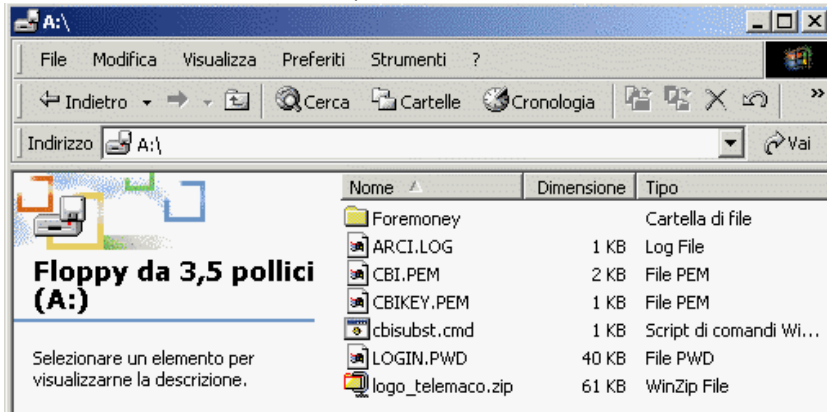 A:\
File Modifica Visualizza Preferiti Strumenti ?
Indietro Cerca Cartelle Cronologia »
Indirizzo A:\ Vai
Floppy da 3,5 pollici
(A:)
Selezionare un elemento per
visualizzarne la descrizione.
Nome Dimensione Tipo
Foremoney Cartella di file
ARCI.LOG 1 KB Log File
CBI.PEM 2 KB File PEM
CBIKEY.PEM 1 KB File PEM
cbisubst.cmd 1 KB Script di comandi Wi...
LOGIN.PWD 40 KB File PWD
logo_telemaco.zip 61 KB WinZip File